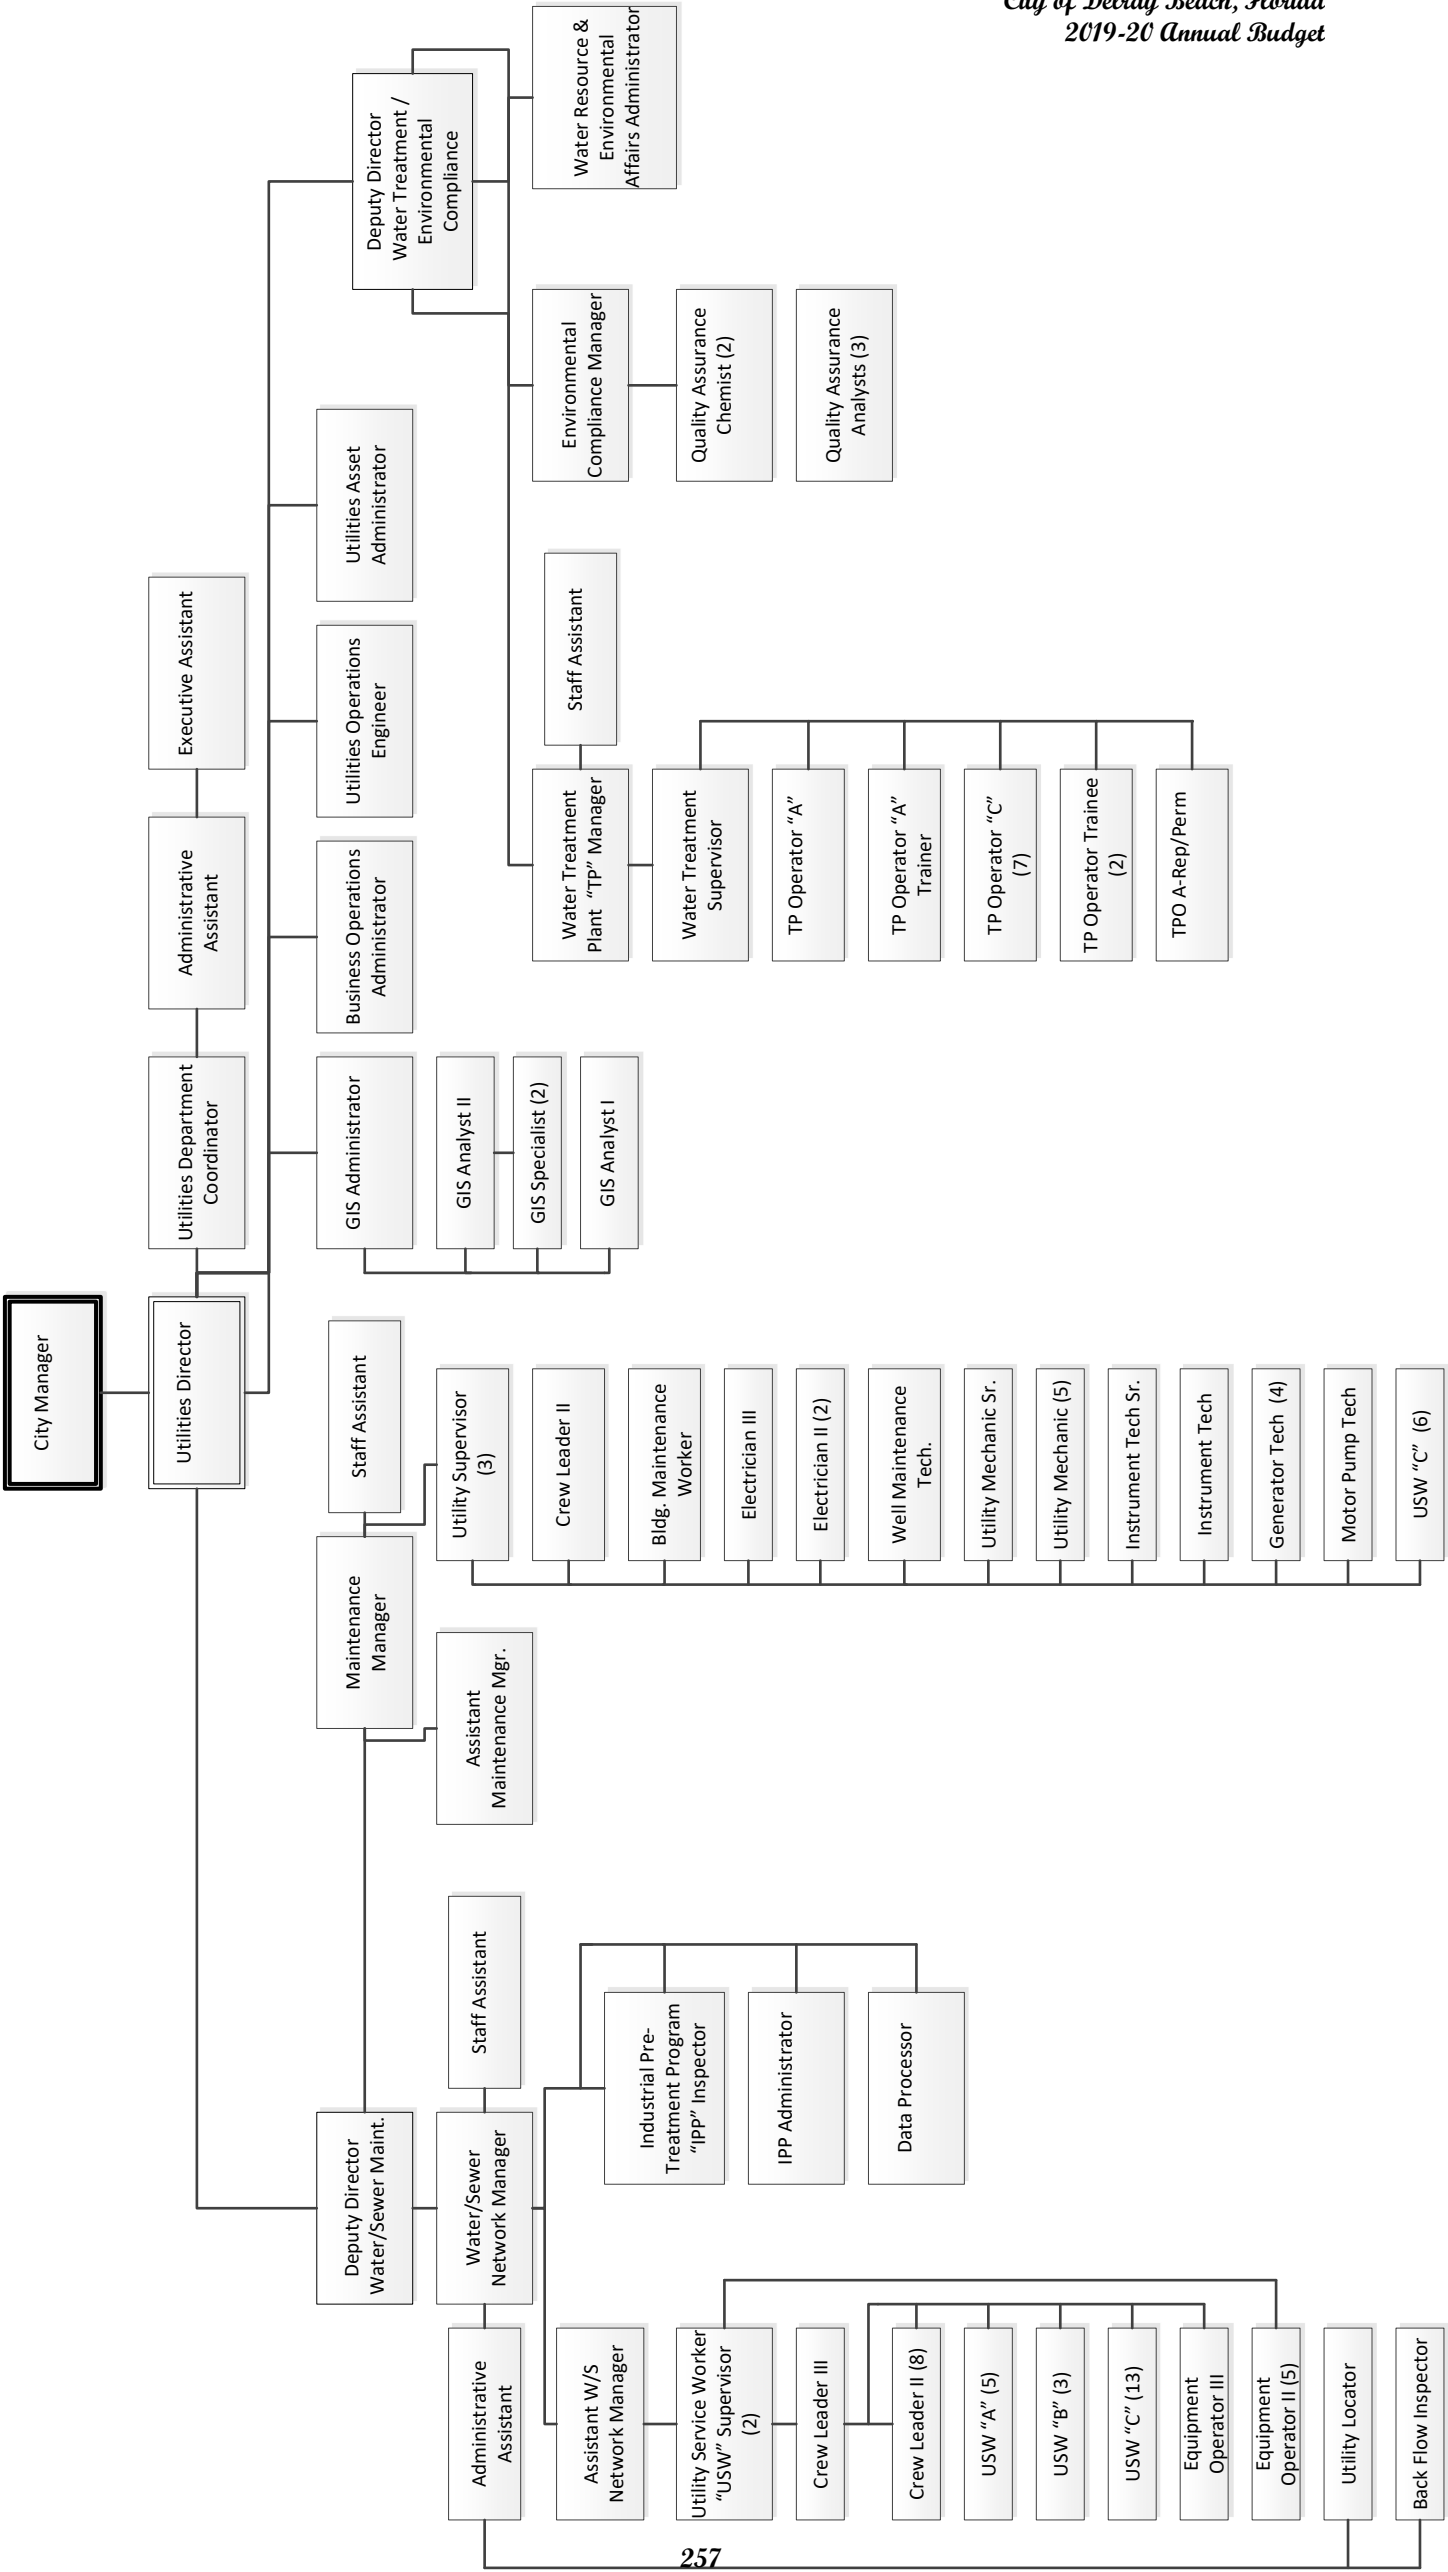 City of Delray Beach, Florida
2019-20 Annual Budget
City Manager
Utilities Director
Utilities Department
Coordinator
Administrative
Assistant
Executive Assistant
Deputy Director
Water/Sewer Maint.
Maintenance
Manager
Staff Assistant
GIS Administrator
Business Operations
Administrator
Utilities Operations
Engineer
Utilities Asset
Administrator
Deputy Director
Water Treatment /
Environmental
Compliance
Administrative
Assistant
Water/Sewer
Network Manager
Staff Assistant
Assistant W/S
Network Manager
Utility Service Worker
“USW” Supervisor
(2)
Crew Leader III
Crew Leader II (8)
USW “A” (5)
USW “B” (3)
USW “C” (13)
Equipment
Operator III
Equipment
Operator II (5)
Utility Locator
Back Flow Inspector
Industrial Pre-
Treatment Program
“IPP” Inspector
IPP Administrator
Data Processor
Assistant
Maintenance Mgr.
Utility Supervisor
(3)
Crew Leader II
Bldg. Maintenance
Worker
Electrician III
Electrician II (2)
Well Maintenance
Tech.
Utility Mechanic Sr.
Utility Mechanic (5)
Instrument Tech Sr.
Instrument Tech
Generator Tech (4)
Motor Pump Tech
USW “C” (6)
GIS Analyst II
GIS Specialist (2)
GIS Analyst I
Water Treatment
Plant “TP” Manager
Staff Assistant
Water Treatment
Supervisor
TP Operator “A”
TP Operator “A”
Trainer
TP Operator “C”
(7)
TP Operator Trainee
(2)
TPO A-Rep/Perm
Environmental
Compliance Manager
Quality Assurance
Chemist (2)
Quality Assurance
Analysts (3)
Water Resource &
Environmental
Affairs Administrator
257